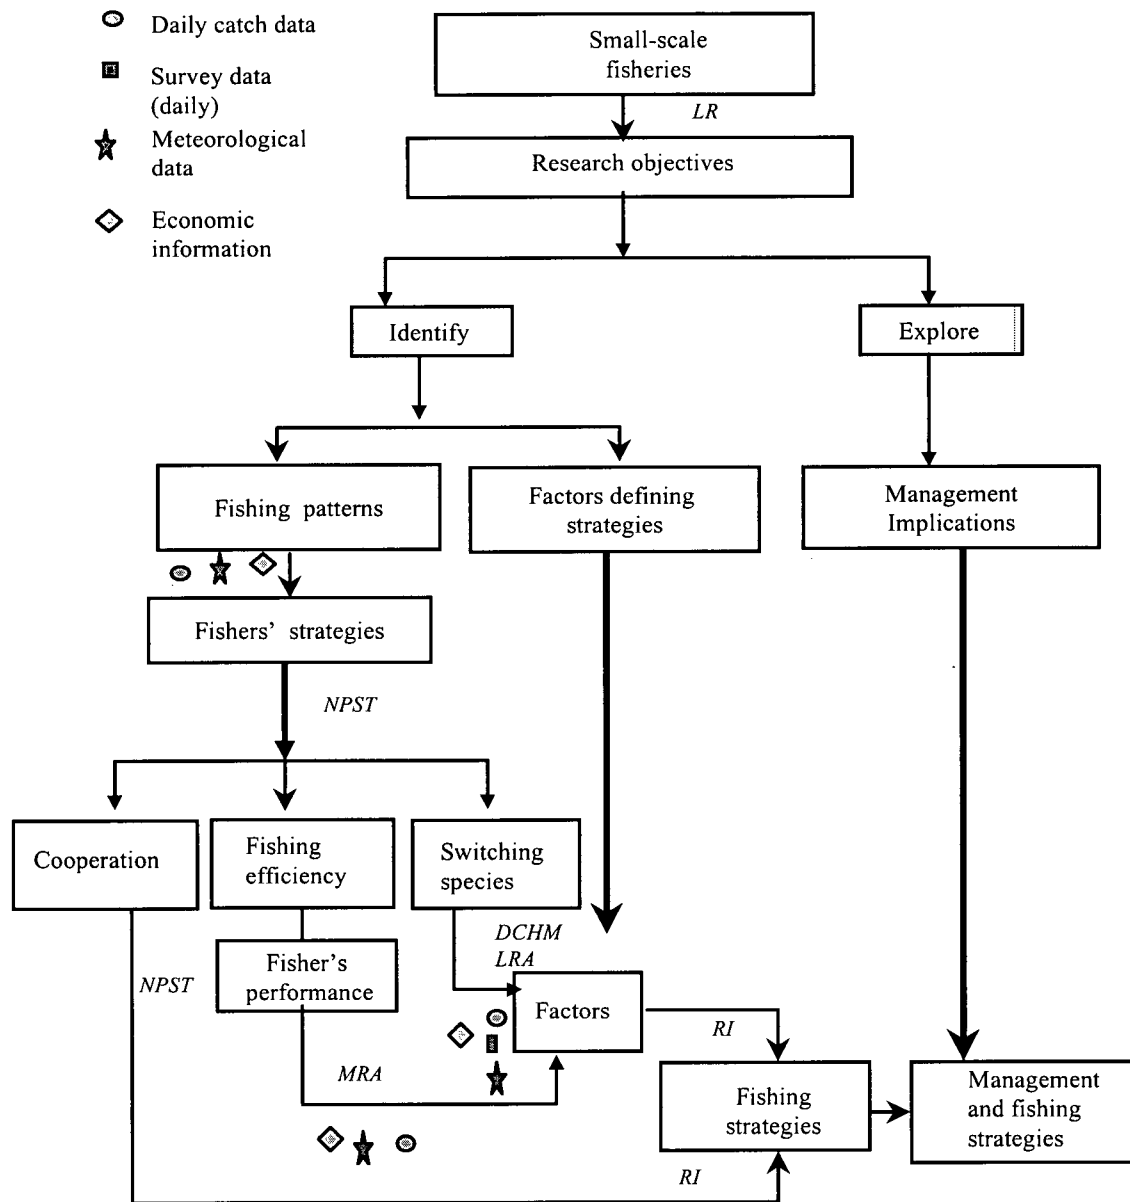 Daily catch data
Survey data
(daily)
Meteorological
data
Economic
information
Small-scale
fisheries
LR
Research objectives
Identify
Explore
Fishing patterns
Factors defining
strategies
Management
Implications
Fishers' strategies
NPST
Cooperation
Fishing
efficiency
Switching
species
NPST
Fisher's
performance
DCHM
LRA
Factors
RI
MRA
Fishing
strategies
Management
and fishing
strategies
RI